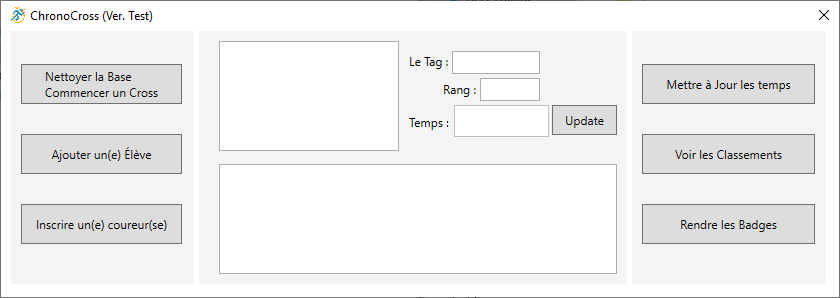 ChronoCross (Ver. Test)
Nettoyer la Base
Commencer un Cross
Ajouter un(e) Élève
Inscrire un(e) coureur(se)
Le Tag :
Rang :
Temps :
Update
Mettre à Jour les temps
Voir les Classements
Rendre les Badges